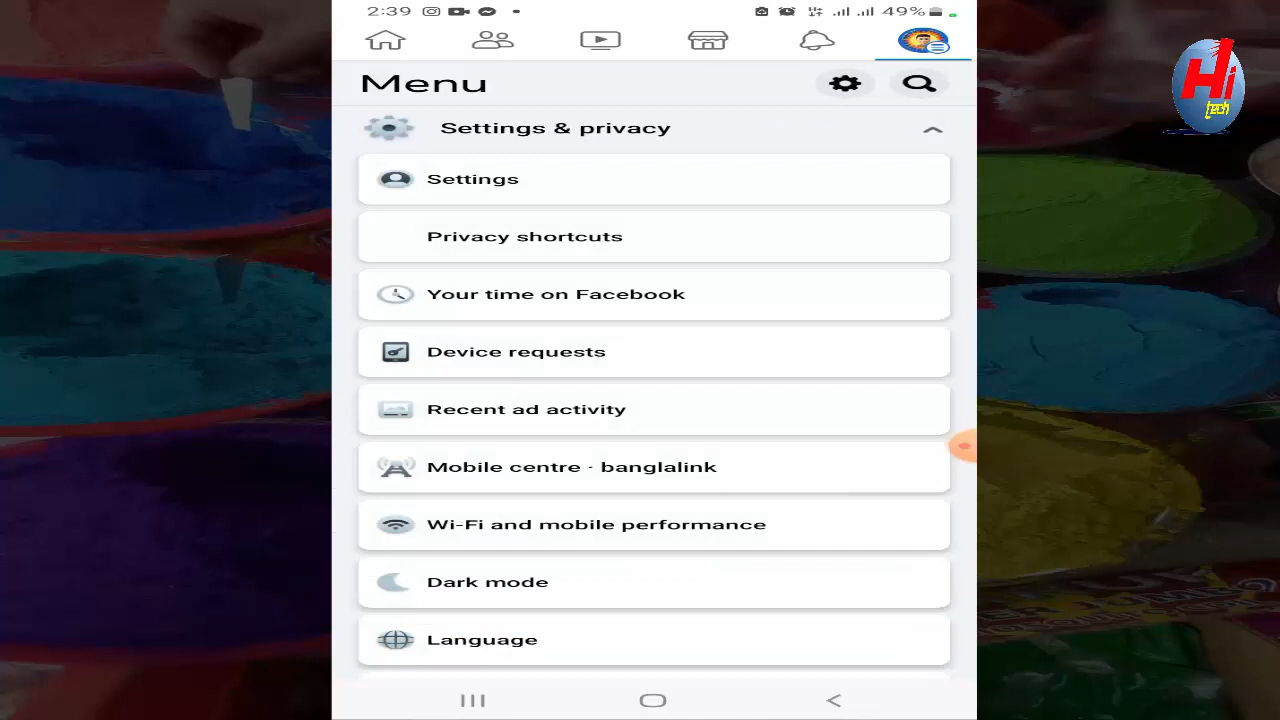 2:39 49%
Hi
tech
Menu
Settings & privacy
Settings
Privacy shortcuts
Your time on Facebook
Device requests
Recent ad activity
Mobile centre · banglalink
Wi-Fi and mobile performance
Dark mode
Language